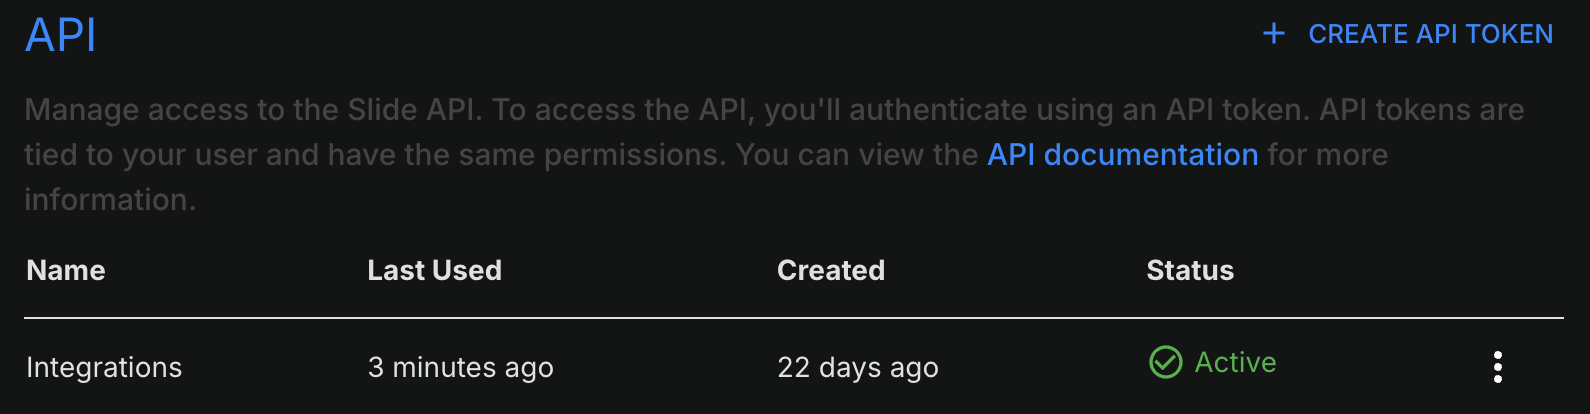 API
+ CREATE API TOKEN
Manage access to the Slide API. To access the API, you'll authenticate using an API token. API tokens are
tied to your user and have the same permissions. You can view the API documentation for more
information.
Name Last Used Created Status
Integrations 3 minutes ago 22 days ago Active